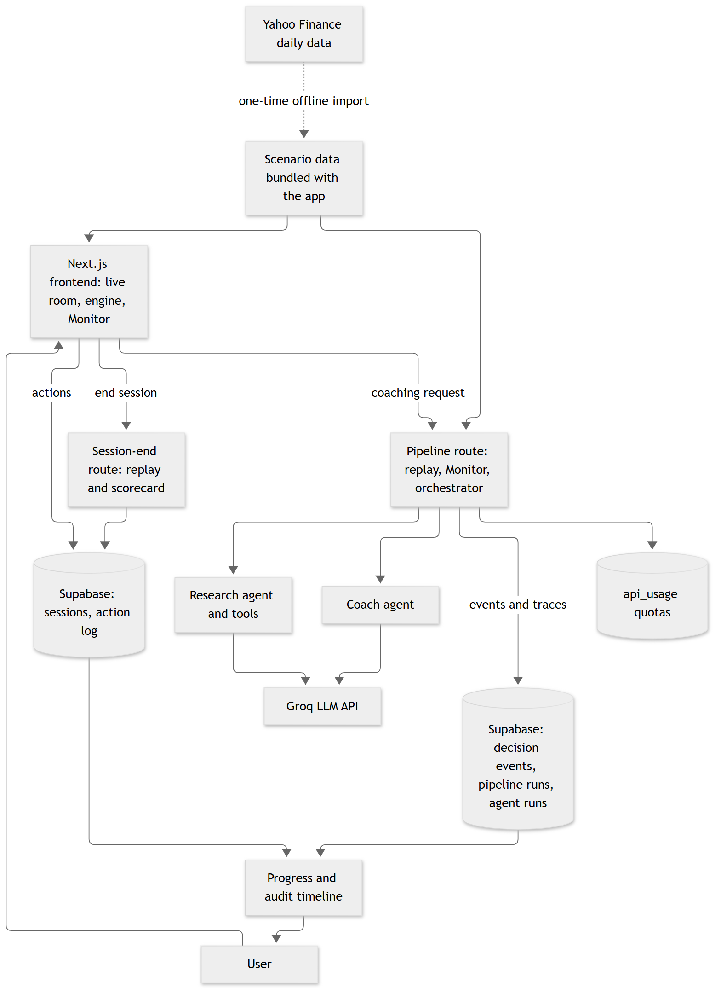 Yahoo Finance
daily data
one-time offline import
Scenario data
bundled with
the app
Next.js
frontend: live
room, engine,
Monitor
actions
end session
coaching request
Session-end
route: replay
and scorecard
Pipeline route:
replay, Monitor,
orchestrator
Supabase:
sessions, action
log
Research agent
and tools
Coach agent
events and traces
api_usage
quotas
Groq LLM API
Supabase:
decision
events,
pipeline runs,
agent runs
Progress and
audit timeline
User